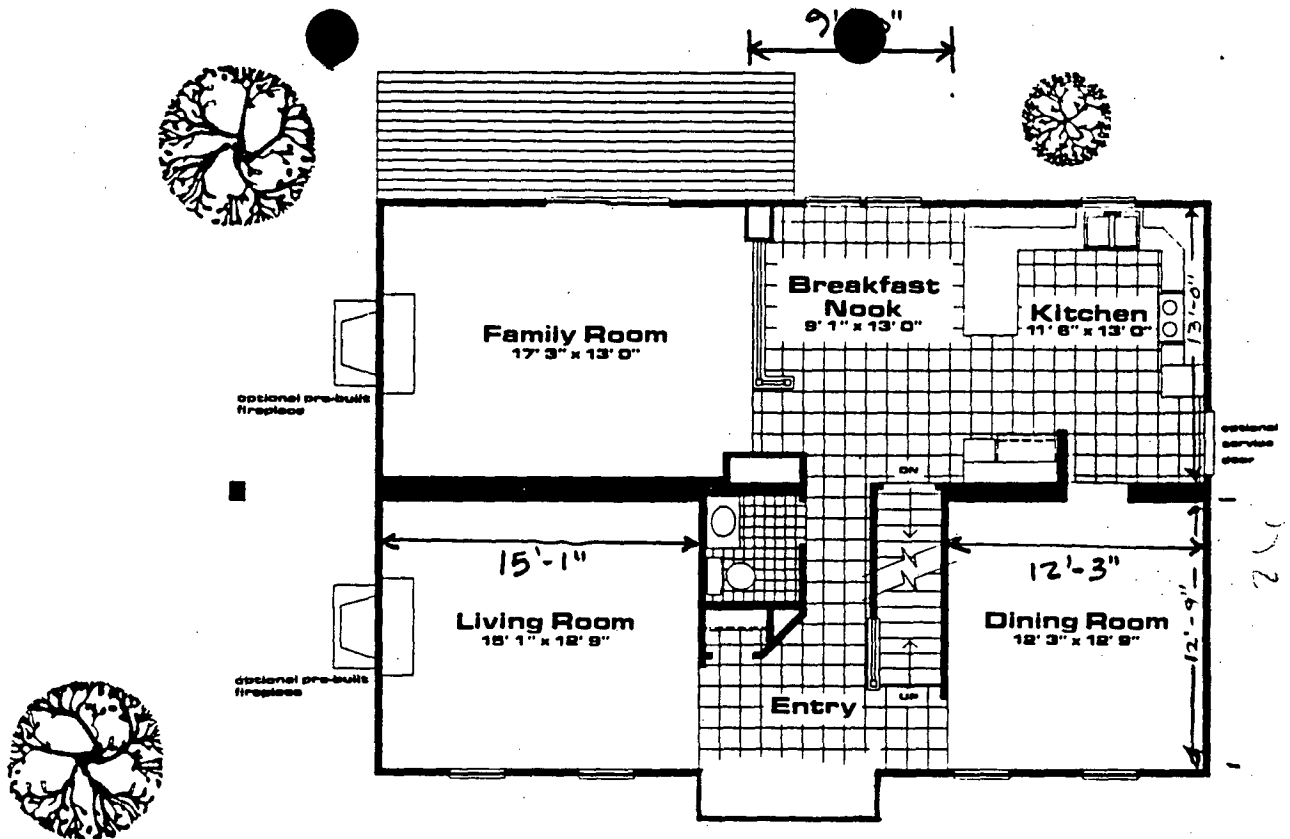 Breakfast
Nook
9' 1" x 13' 0"
Kitchen
11' 6" x 13' 0"
13'-0"
Family Room
17' 3" x 13' 0"
optional pre-built
fireplace
optional
service
door
DN
15'-1"
12'-3"
12'-9"
Living Room
15' 1" x 12' 9"
Dining Room
12' 3" x 12' 9"
optional pre-built
fireplace
Entry
UP